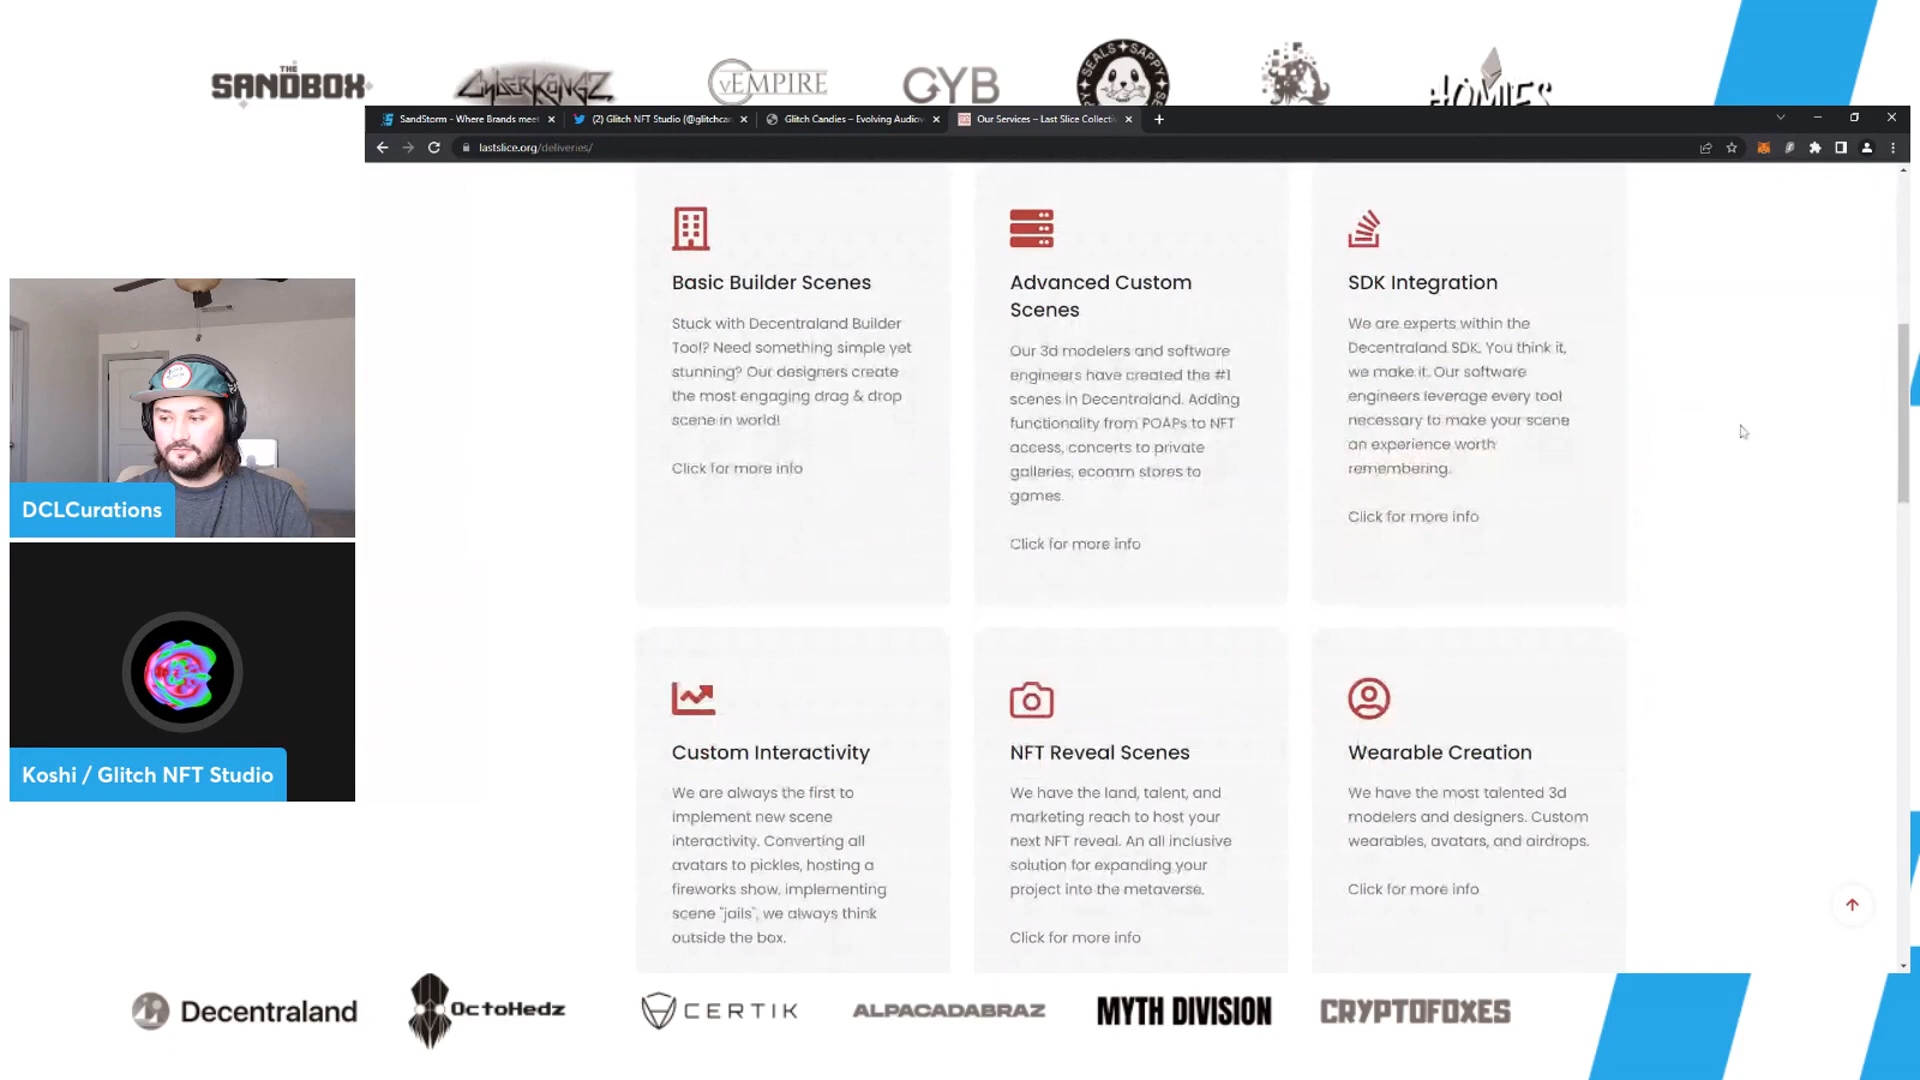 THE
SANDBOX
CYBERKONGZ
vEMPIRE
GYB
SEALS SAPPY
HOMIES
SandStorm - Where Brands meet
(2) Glitch NFT Studio (@glitchcan
Glitch Candies – Evolving Audiov
Our Services – Last Slice Collectiv
lastslice.org/deliveries/
Basic Builder Scenes
Stuck with Decentraland Builder
Tool? Need something simple yet
stunning? Our designers create
the most engaging drag & drop
scene in world!
Click for more info
Advanced Custom
Scenes
Our 3d modelers and software
engineers have created the #1
scenes in Decentraland. Adding
functionality from POAPs to NFT
access, concerts to private
galleries, ecomm stores to
games.
Click for more info
SDK Integration
We are experts within the
Decentraland SDK. You think it,
we make it. Our software
engineers leverage every tool
necessary to make your scene
an experience worth
remembering.
Click for more info
DCLCurations
Koshi / Glitch NFT Studio
Custom Interactivity
We are always the first to
implement new scene
interactivity. Converting all
avatars to pickles, hosting a
fireworks show, implementing
scene "jails", we always think
outside the box.
NFT Reveal Scenes
We have the land, talent, and
marketing reach to host your
next NFT reveal. An all inclusive
solution for expanding your
project into the metaverse.
Click for more info
Wearable Creation
We have the most talented 3d
modelers and designers. Custom
wearables, avatars, and airdrops.
Click for more info
Decentraland
OctoHedz
CERTIK
ALPACADABRAZ
MYTH DIVISION
CRYPTOFOXES